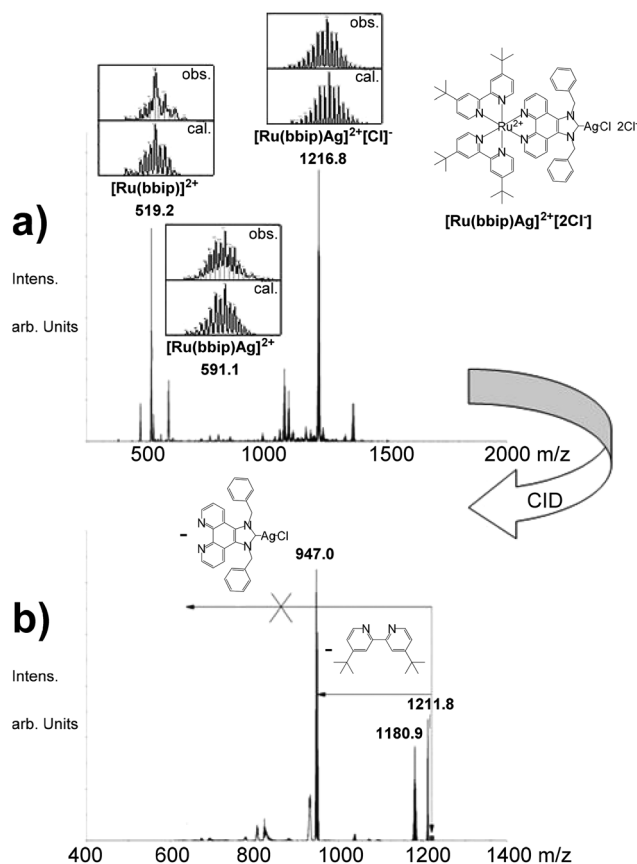 a)
obs.
cal.
[Ru(bbip)]²⁺
519.2
obs.
cal.
[Ru(bbip)Ag]²⁺[Cl]⁻
1216.8
obs.
cal.
[Ru(bbip)Ag]²⁺
591.1
N
N
N
N
Ru²⁺
N
N
N
N
AgCl 2Cl⁻
[Ru(bbip)Ag]²⁺[2Cl⁻]
Intens.
arb. Units
500
1000
1500
2000 m/z
CID
b)
-
N
N
N
N
Ag-Cl
947.0
-
N
N
1211.8
1180.9
Intens.
arb. Units
400
600
800
1000
1200
1400 m/z